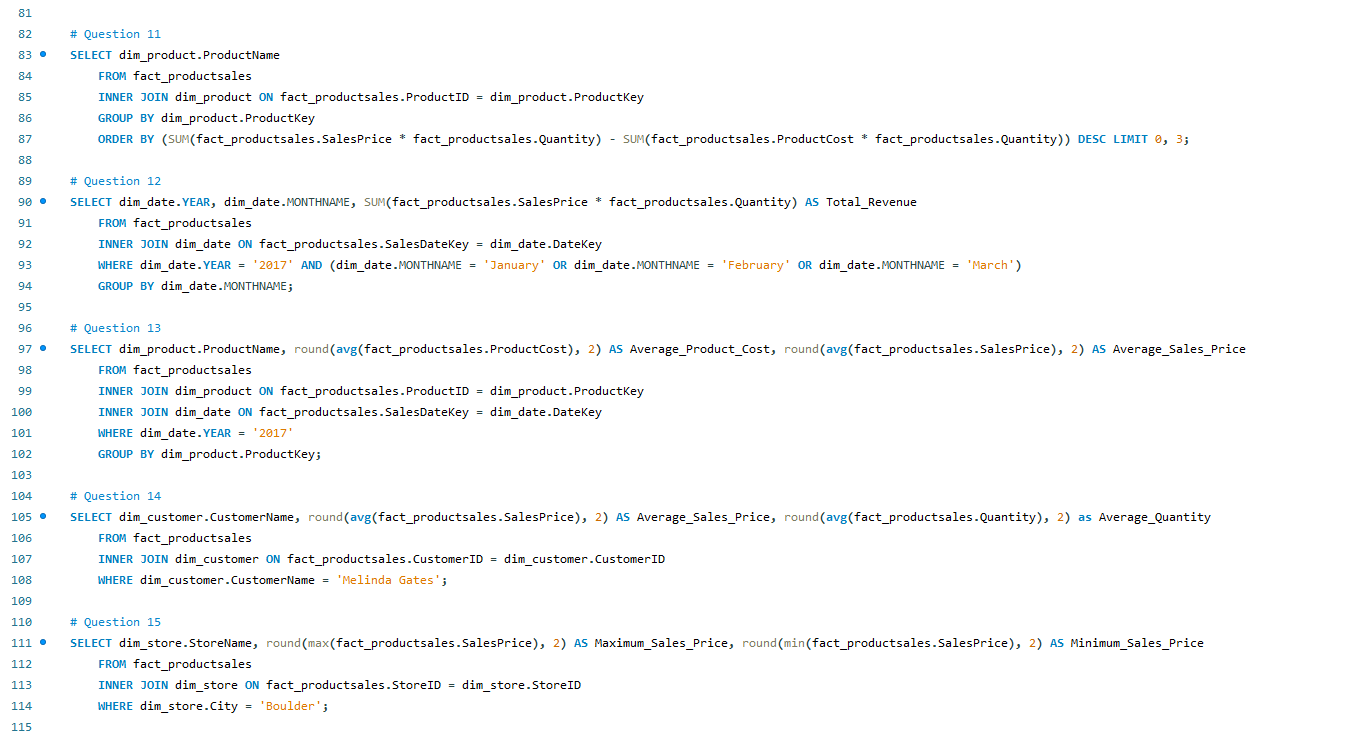 81
82 # Question 11
83 SELECT dim_product.ProductName
84 FROM fact_productsales
85 INNER JOIN dim_product ON fact_productsales.ProductID = dim_product.ProductKey
86 GROUP BY dim_product.ProductKey
87 ORDER BY (SUM(fact_productsales.SalesPrice * fact_productsales.Quantity) - SUM(fact_productsales.ProductCost * fact_productsales.Quantity)) DESC LIMIT 0, 3;
88
89 # Question 12
90 SELECT dim_date.YEAR, dim_date.MONTHNAME, SUM(fact_productsales.SalesPrice * fact_productsales.Quantity) AS Total_Revenue
91 FROM fact_productsales
92 INNER JOIN dim_date ON fact_productsales.SalesDateKey = dim_date.DateKey
93 WHERE dim_date.YEAR = '2017' AND (dim_date.MONTHNAME = 'January' OR dim_date.MONTHNAME = 'February' OR dim_date.MONTHNAME = 'March')
94 GROUP BY dim_date.MONTHNAME;
95
96 # Question 13
97 SELECT dim_product.ProductName, round(avg(fact_productsales.ProductCost), 2) AS Average_Product_Cost, round(avg(fact_productsales.SalesPrice), 2) AS Average_Sales_Price
98 FROM fact_productsales
99 INNER JOIN dim_product ON fact_productsales.ProductID = dim_product.ProductKey
100 INNER JOIN dim_date ON fact_productsales.SalesDateKey = dim_date.DateKey
101 WHERE dim_date.YEAR = '2017'
102 GROUP BY dim_product.ProductKey;
103
104 # Question 14
105 SELECT dim_customer.CustomerName, round(avg(fact_productsales.SalesPrice), 2) AS Average_Sales_Price, round(avg(fact_productsales.Quantity), 2) as Average_Quantity
106 FROM fact_productsales
107 INNER JOIN dim_customer ON fact_productsales.CustomerID = dim_customer.CustomerID
108 WHERE dim_customer.CustomerName = 'Melinda Gates';
109
110 # Question 15
111 SELECT dim_store.StoreName, round(max(fact_productsales.SalesPrice), 2) AS Maximum_Sales_Price, round(min(fact_productsales.SalesPrice), 2) AS Minimum_Sales_Price
112 FROM fact_productsales
113 INNER JOIN dim_store ON fact_productsales.StoreID = dim_store.StoreID
114 WHERE dim_store.City = 'Boulder';
115